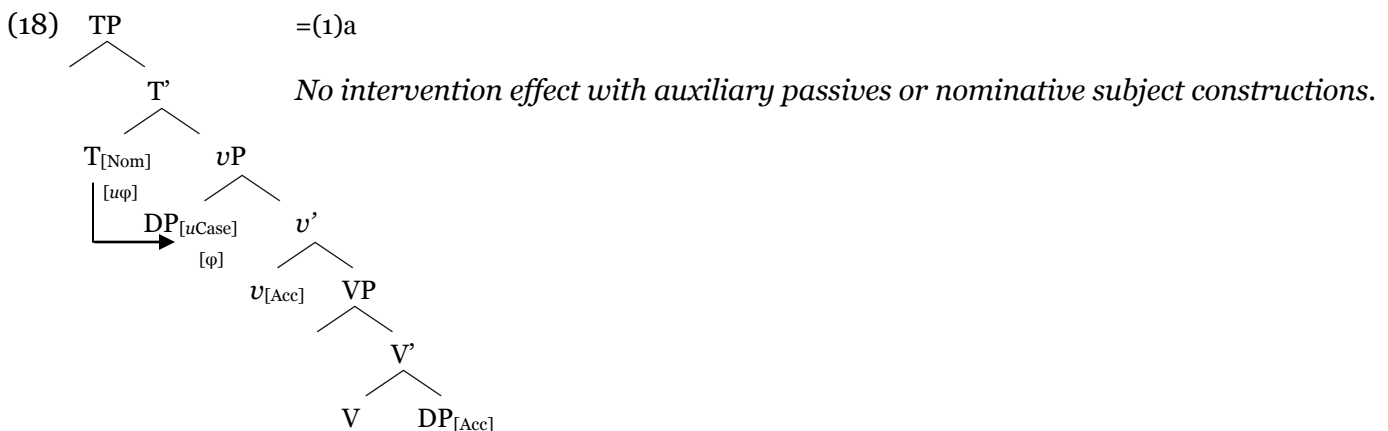 (18) TP =(1)a
T’ No intervention effect with auxiliary passives or nominative subject constructions.
T[Nom] vP
[uφ]
DP[uCase] v’
[φ]
v[Acc] VP
V’
V DP[Acc]